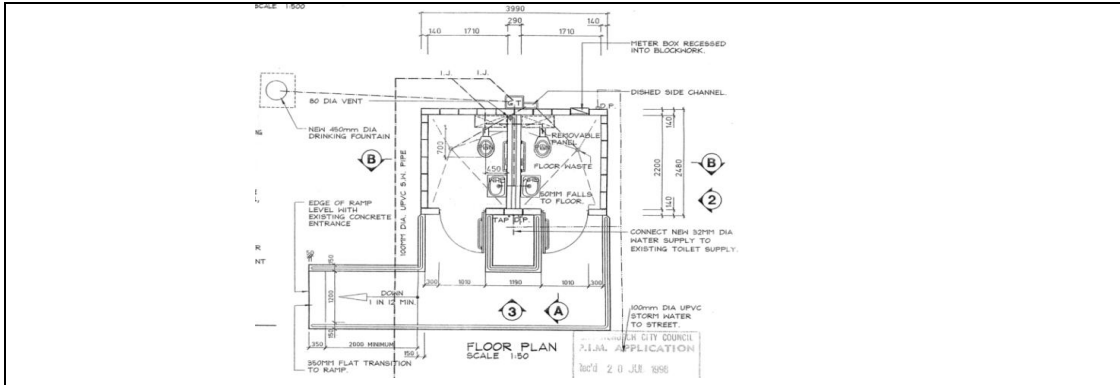 SCALE 1:500
3990
140
290
140
1710
1710
METER BOX RECESSED
INTO BLOCKWORK.
I.J.
I.J.
DISHED SIDE CHANNEL.
G.T
D.P.
80 DIA VENT
NEW 450mm DIA
DRINKING FOUNTAIN
REMOVABLE
PANEL
700
450
FLOOR WASTE
50MM FALLS
TO FLOOR.
140
2200
2480
140
B
B
2
EDGE OF RAMP
LEVEL WITH
EXISTING CONCRETE
ENTRANCE
100MM DIA. UPVC S.W. PIPE
TAP
D.P.
CONNECT NEW 32MM DIA
WATER SUPPLY TO
EXISTING TOILET SUPPLY.
150
150
300
1010
1190
1010
300
1200
DOWN
1 IN 12 MIN.
3
A
150
350
2000 MINIMUM
150
350MM FLAT TRANSITION
TO RAMP.
FLOOR PLAN
SCALE 1:50
100mm DIA UPVC
STORM WATER
TO STREET.
CITY COUNCIL
APPLICATION
Rec'd 20 JUL 1998